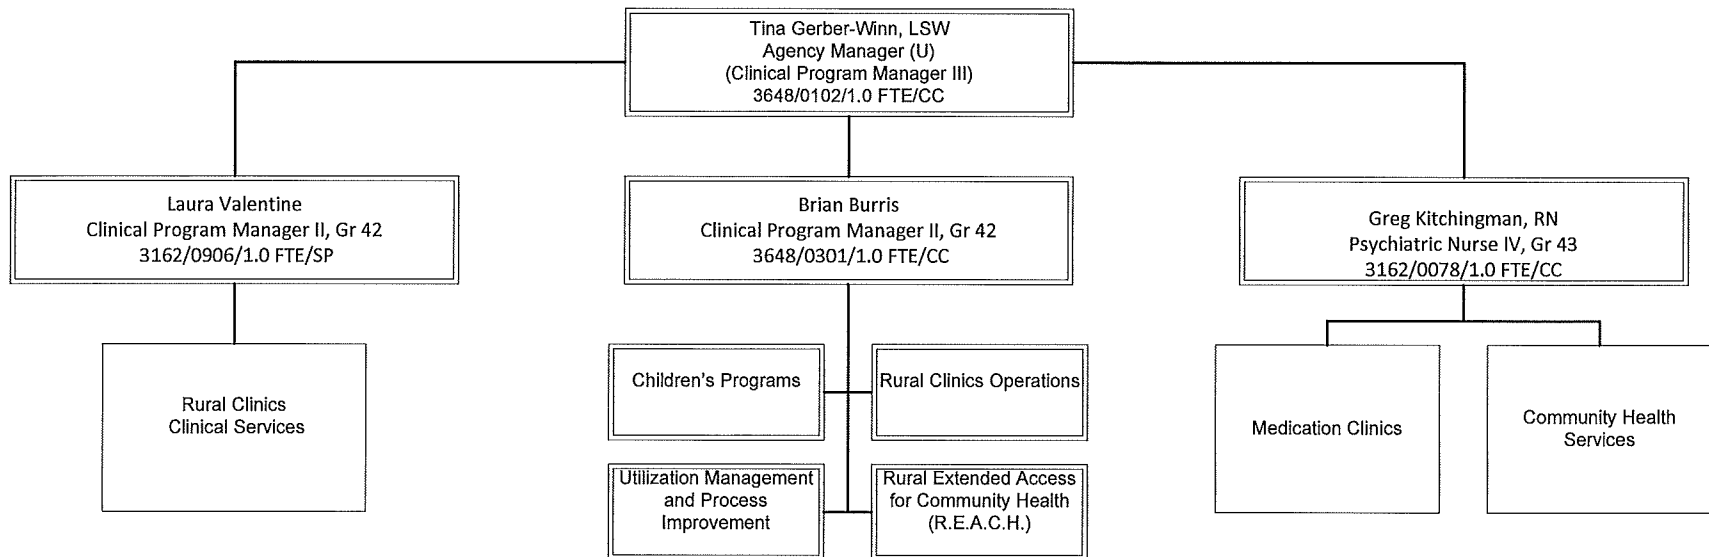 Tina Gerber-Winn, LSW
Agency Manager (U)
(Clinical Program Manager III)
3648/0102/1.0 FTE/CC
Laura Valentine
Clinical Program Manager II, Gr 42
3162/0906/1.0 FTE/SP
Brian Burris
Clinical Program Manager II, Gr 42
3648/0301/1.0 FTE/CC
Greg Kitchingman, RN
Psychiatric Nurse IV, Gr 43
3162/0078/1.0 FTE/CC
Rural Clinics
Clinical Services
Children's Programs
Rural Clinics Operations
Utilization Management
and Process
Improvement
Rural Extended Access
for Community Health
(R.E.A.C.H.)
Medication Clinics
Community Health
Services